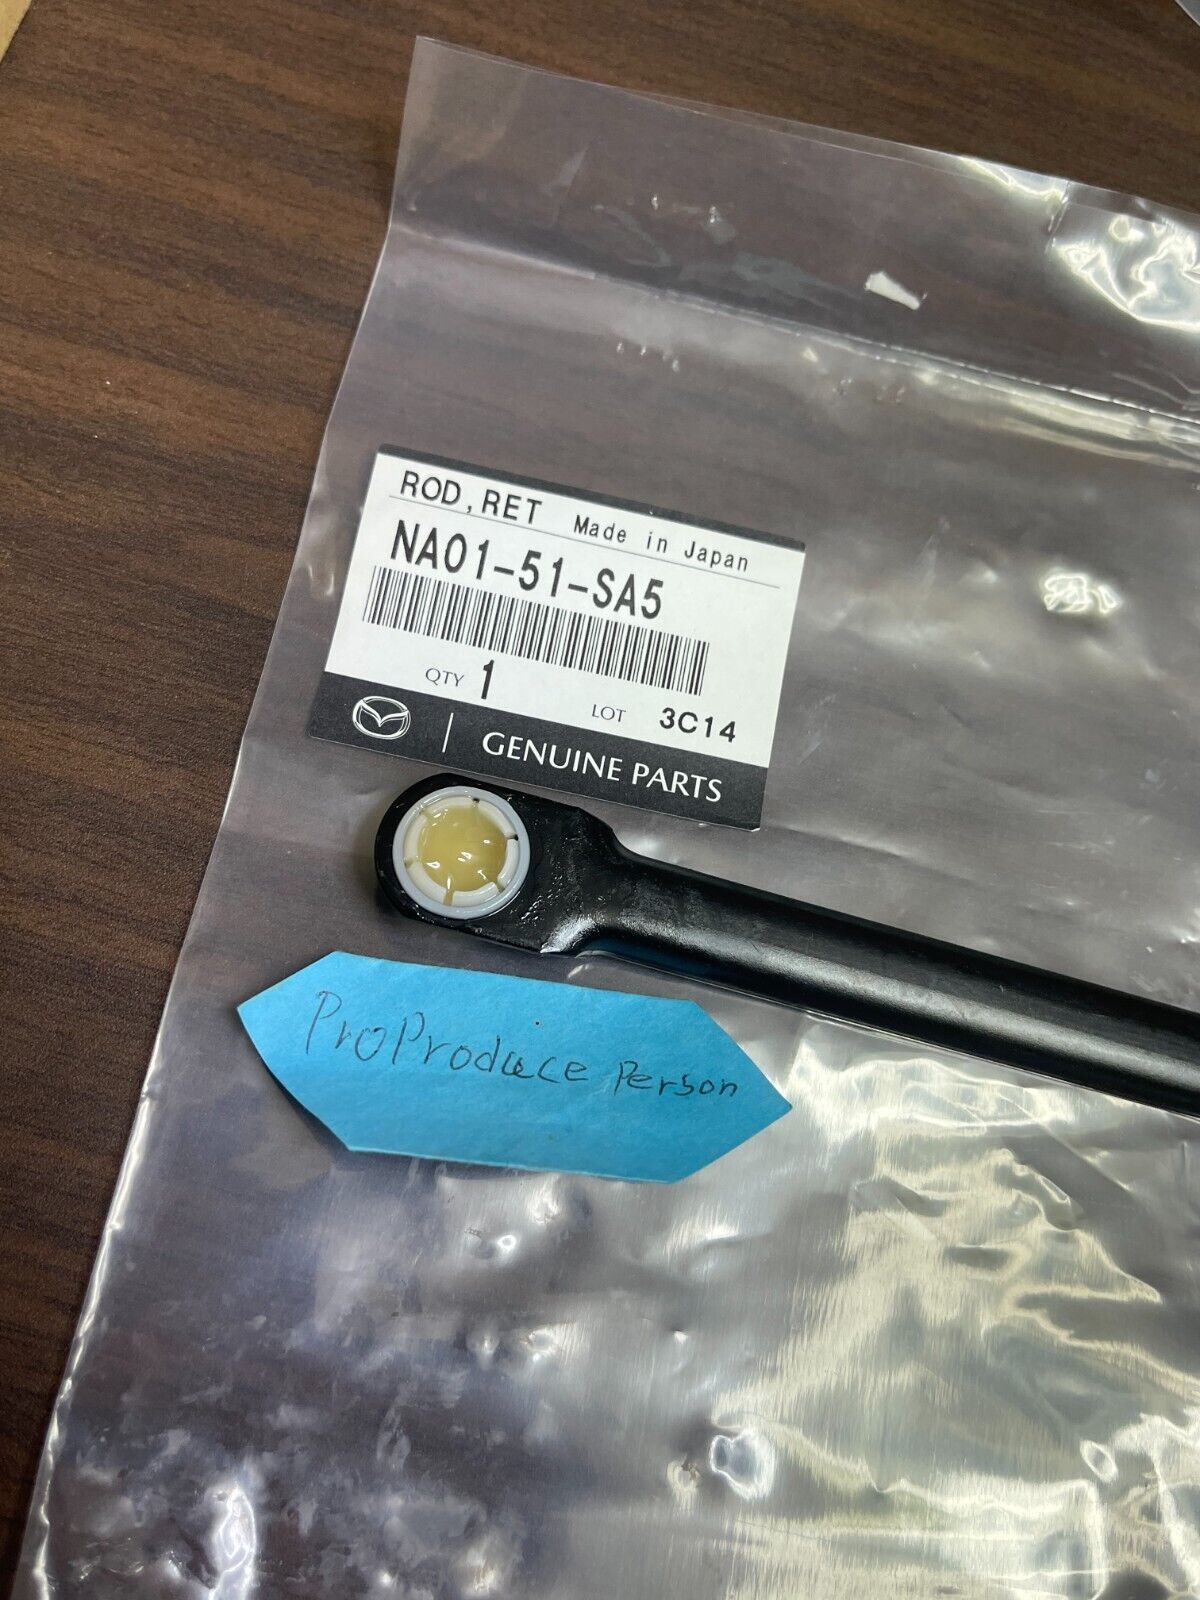 ROD, RET Made in Japan
NA01-51-SA5
QTY 1 LOT 3C14
GENUINE PARTS
ProProduce Person